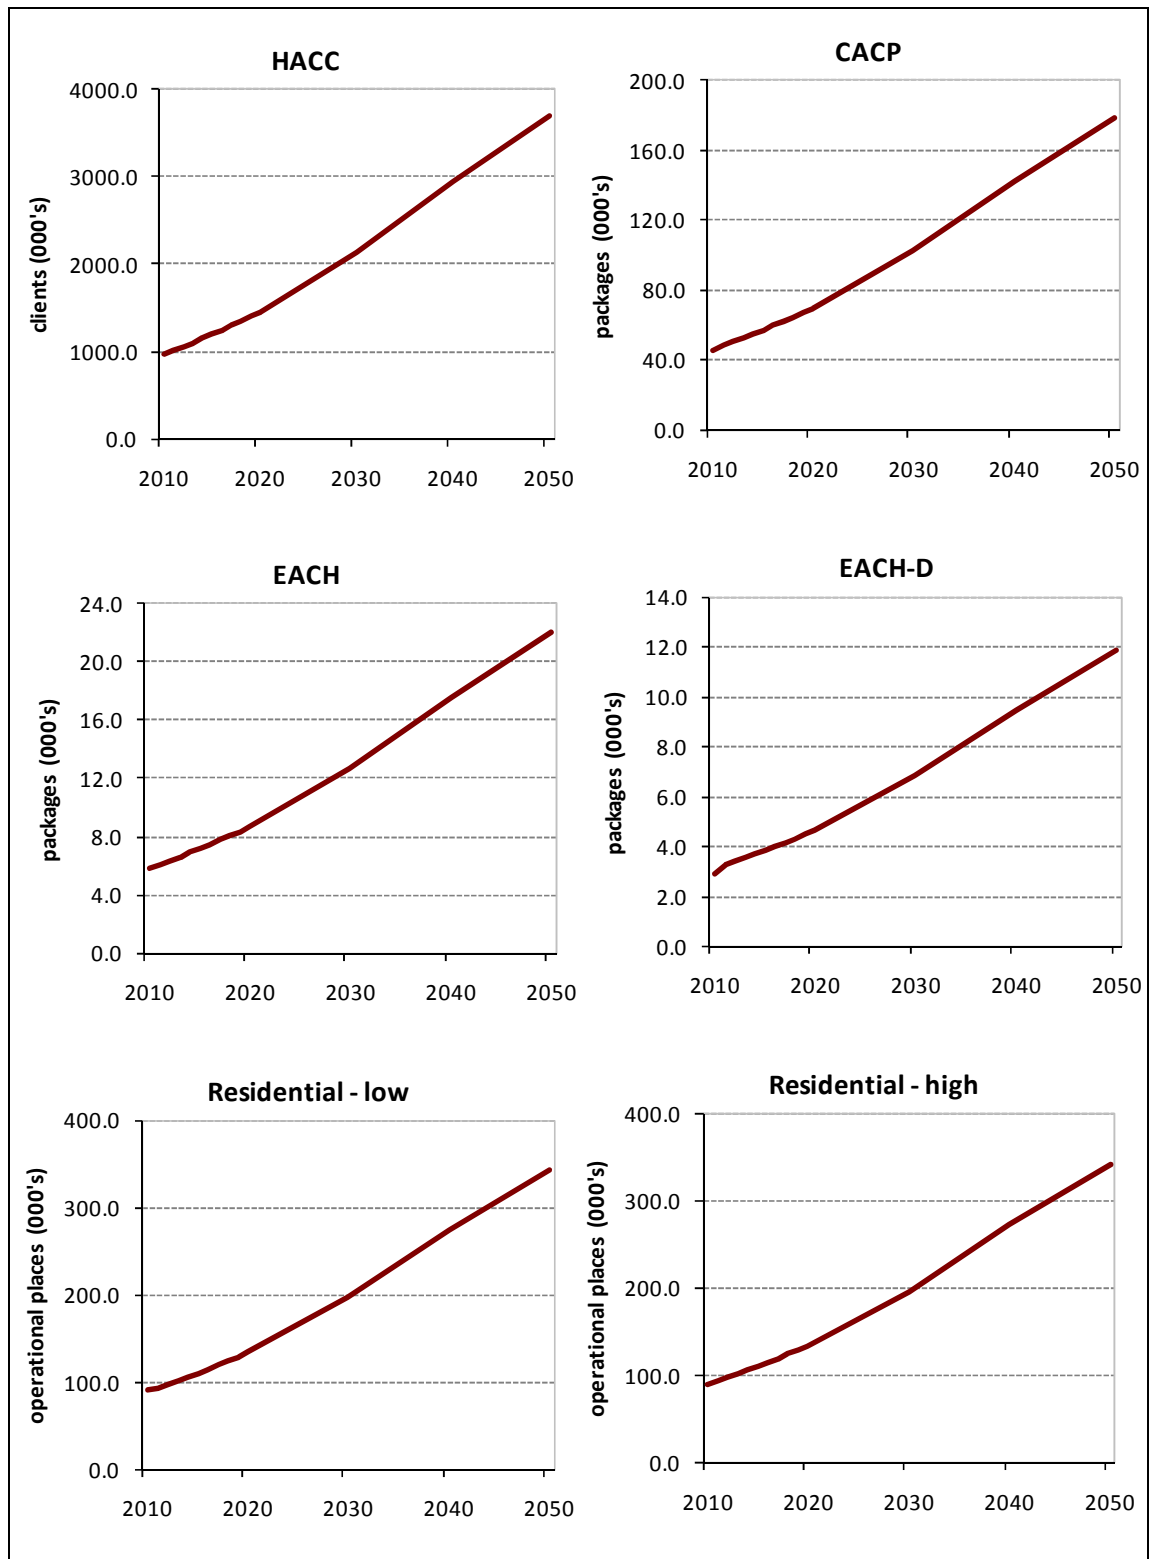 HACC
clients (000's)
4000.0
3000.0
2000.0
1000.0
0.0
2010 2020 2030 2040 2050
CACP
packages (000's)
200.0
160.0
120.0
80.0
40.0
0.0
2010 2020 2030 2040 2050
EACH
packages (000's)
24.0
20.0
16.0
12.0
8.0
4.0
0.0
2010 2020 2030 2040 2050
EACH-D
packages (000's)
14.0
12.0
10.0
8.0
6.0
4.0
2.0
0.0
2010 2020 2030 2040 2050
Residential - low
operational places (000's)
400.0
300.0
200.0
100.0
0.0
2010 2020 2030 2040 2050
Residential - high
operational places (000's)
400.0
300.0
200.0
100.0
0.0
2010 2020 2030 2040 2050